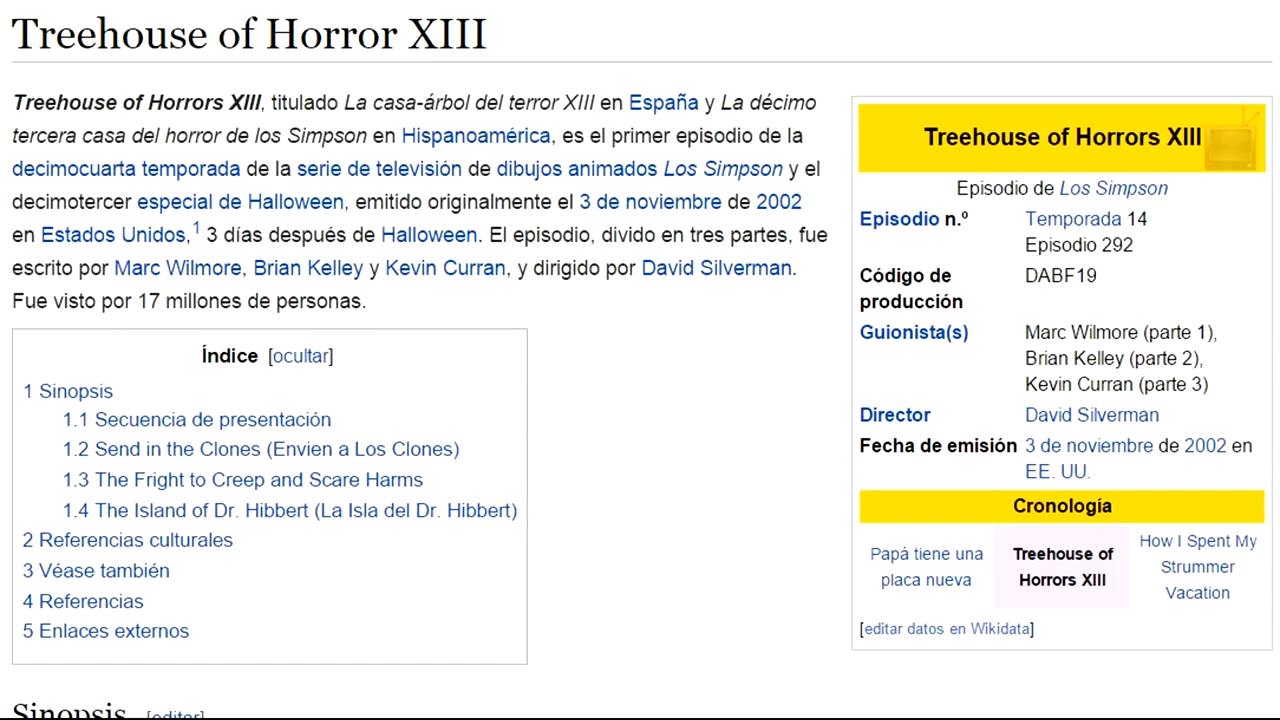 Treehouse of Horror XIII
Treehouse of Horrors XIII, titulado La casa-árbol del terror XIII en España y La décimo
tercera casa del horror de los Simpson en Hispanoamérica, es el primer episodio de la
decimocuarta temporada de la serie de televisión de dibujos animados Los Simpson y el
decimotercer especial de Halloween, emitido originalmente el 3 de noviembre de 2002
en Estados Unidos,1 3 días después de Halloween. El episodio, divido en tres partes, fue
escrito por Marc Wilmore, Brian Kelley y Kevin Curran, y dirigido por David Silverman.
Fue visto por 17 millones de personas.
Índice [ocultar]
1 Sinopsis
1.1 Secuencia de presentación
1.2 Send in the Clones (Envien a Los Clones)
1.3 The Fright to Creep and Scare Harms
1.4 The Island of Dr. Hibbert (La Isla del Dr. Hibbert)
2 Referencias culturales
3 Véase también
4 Referencias
5 Enlaces externos
Treehouse of Horrors XIII
Episodio de Los Simpson
Episodio n.º Temporada 14
Episodio 292
Código de DABF19
producción
Guionista(s) Marc Wilmore (parte 1),
Brian Kelley (parte 2),
Kevin Curran (parte 3)
Director David Silverman
Fecha de emisión 3 de noviembre de 2002 en
EE. UU.
Cronología
Papá tiene una
placa nueva
Treehouse of
Horrors XIII
How I Spent My
Strummer
Vacation
[editar datos en Wikidata]
Sinopsis [editar]